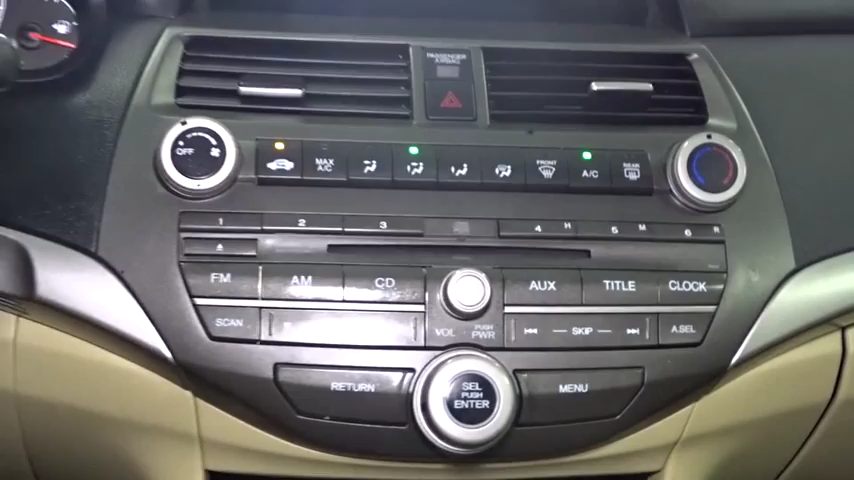 PASSENGER
AIRBAG
OFF
MAX
A/C
FRONT
A/C
REAR
1 2 3 4 H 5 M 6 R
FM AM CD AUX TITLE CLOCK
SCAN VOL PUSH
PWR SKIP A.SEL
RETURN SEL
PUSH
ENTER MENU